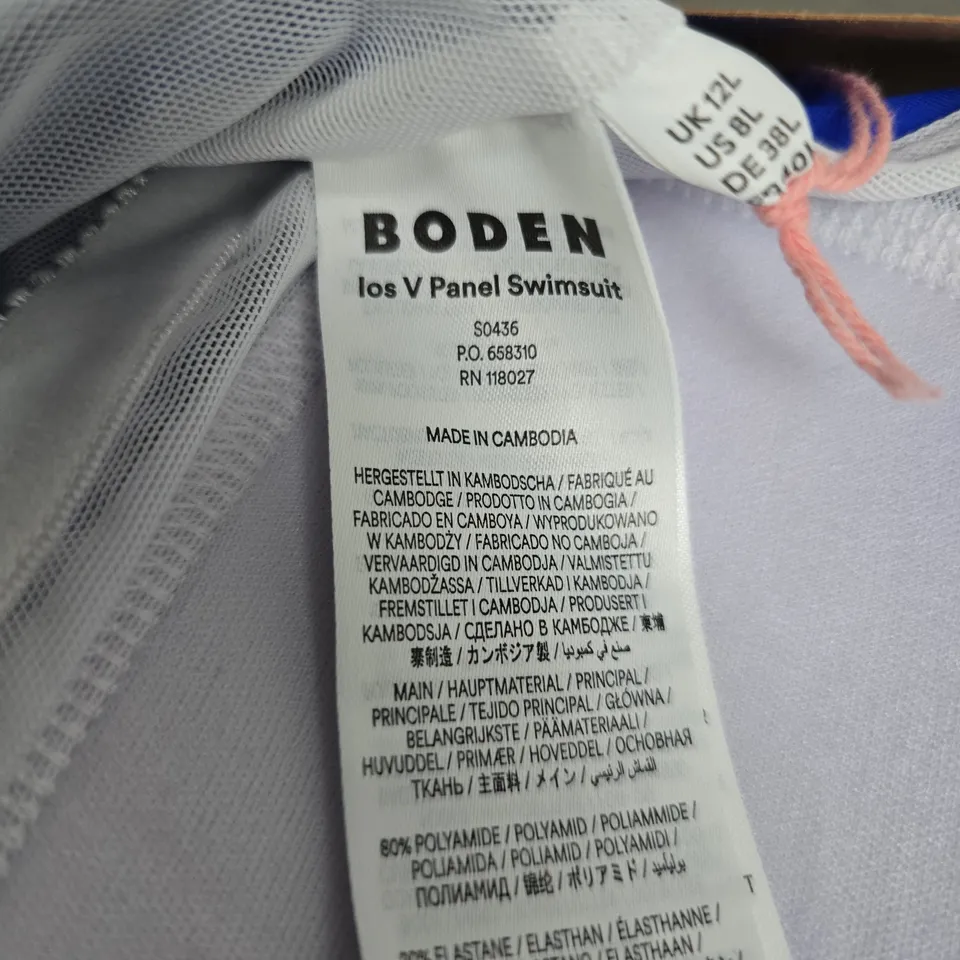 UK 12L
US 8L
DE 38L
BODEN
Ios V Panel Swimsuit
S0436
P.O. 658310
RN 118027
MADE IN CAMBODIA
HERGESTELLT IN KAMBODSCHA / FABRIQUÉ AU
CAMBODGE / PRODOTTO IN CAMBOGIA /
FABRICADO EN CAMBOYA / WYPRODUKOWANO
W KAMBODŻY / FABRICADO NO CAMBOJA /
VERVAARDIGD IN CAMBODJA / VALMISTETTU
KAMBODŽASSA / TILLVERKAD I KAMBODJA /
FREMSTILLET I CAMBODJA / PRODUSERT I
KAMBODSJA / СДЕЛАНО В КАМБОДЖЕ / 柬埔
寨制造 / カンボジア製 / صنع في كمبوديا
MAIN / HAUPTMATERIAL / PRINCIPAL /
PRINCIPALE / TEJIDO PRINCIPAL / GŁÓWNA /
BELANGRIJKSTE / PÄÄMATERIAALI /
HUVUDDEL / PRIMÆR / HOVEDDEL / ОСНОВНАЯ
ТКАНЬ / 主面料 / メイン / القماش الرئيسي
80% POLYAMIDE / POLYAMID / POLIAMMIDE /
POLIAMIDA / POLIAMID / POLYAMIDI /
ПОЛИАМИД / 锦纶 / ポリアミド / بولياميد
T
ELASTANE / ELASTHAN / ÉLASTHANNE /
ELASTAAN /